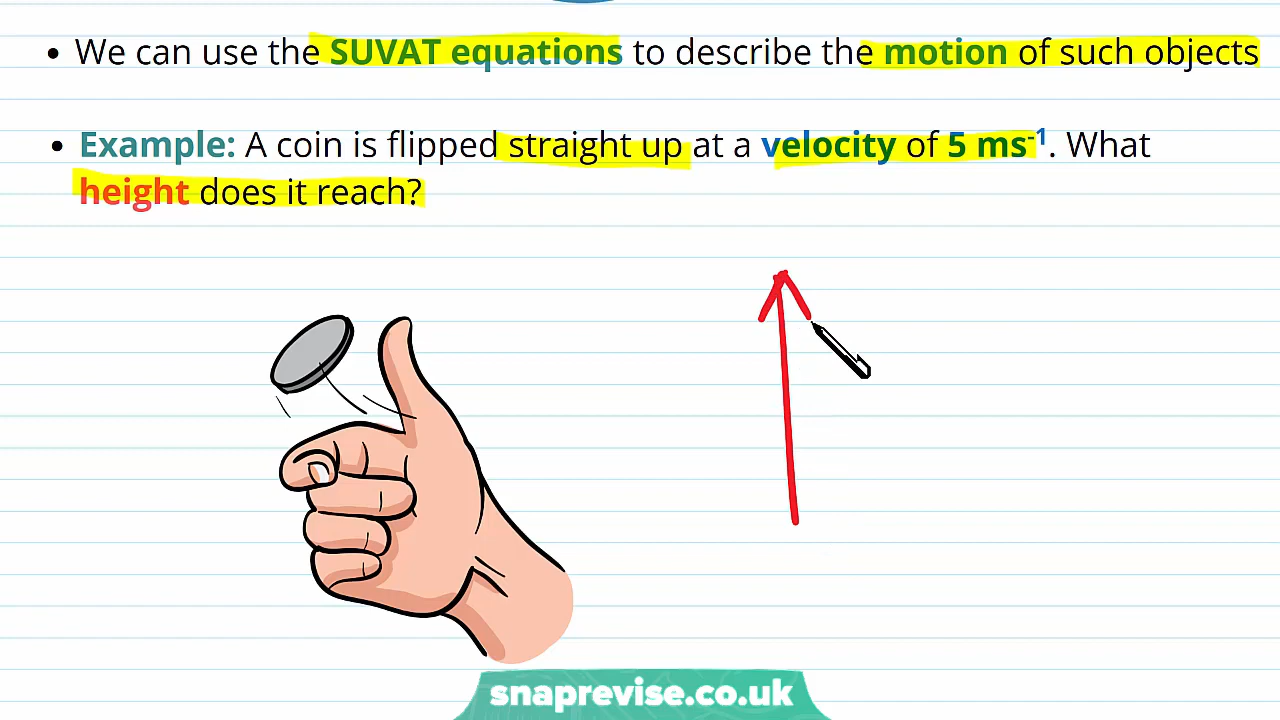 • We can use the SUVAT equations to describe the motion of such objects
• Example: A coin is flipped straight up at a velocity of 5 ms⁻¹. What
height does it reach?
snaprevise.co.uk